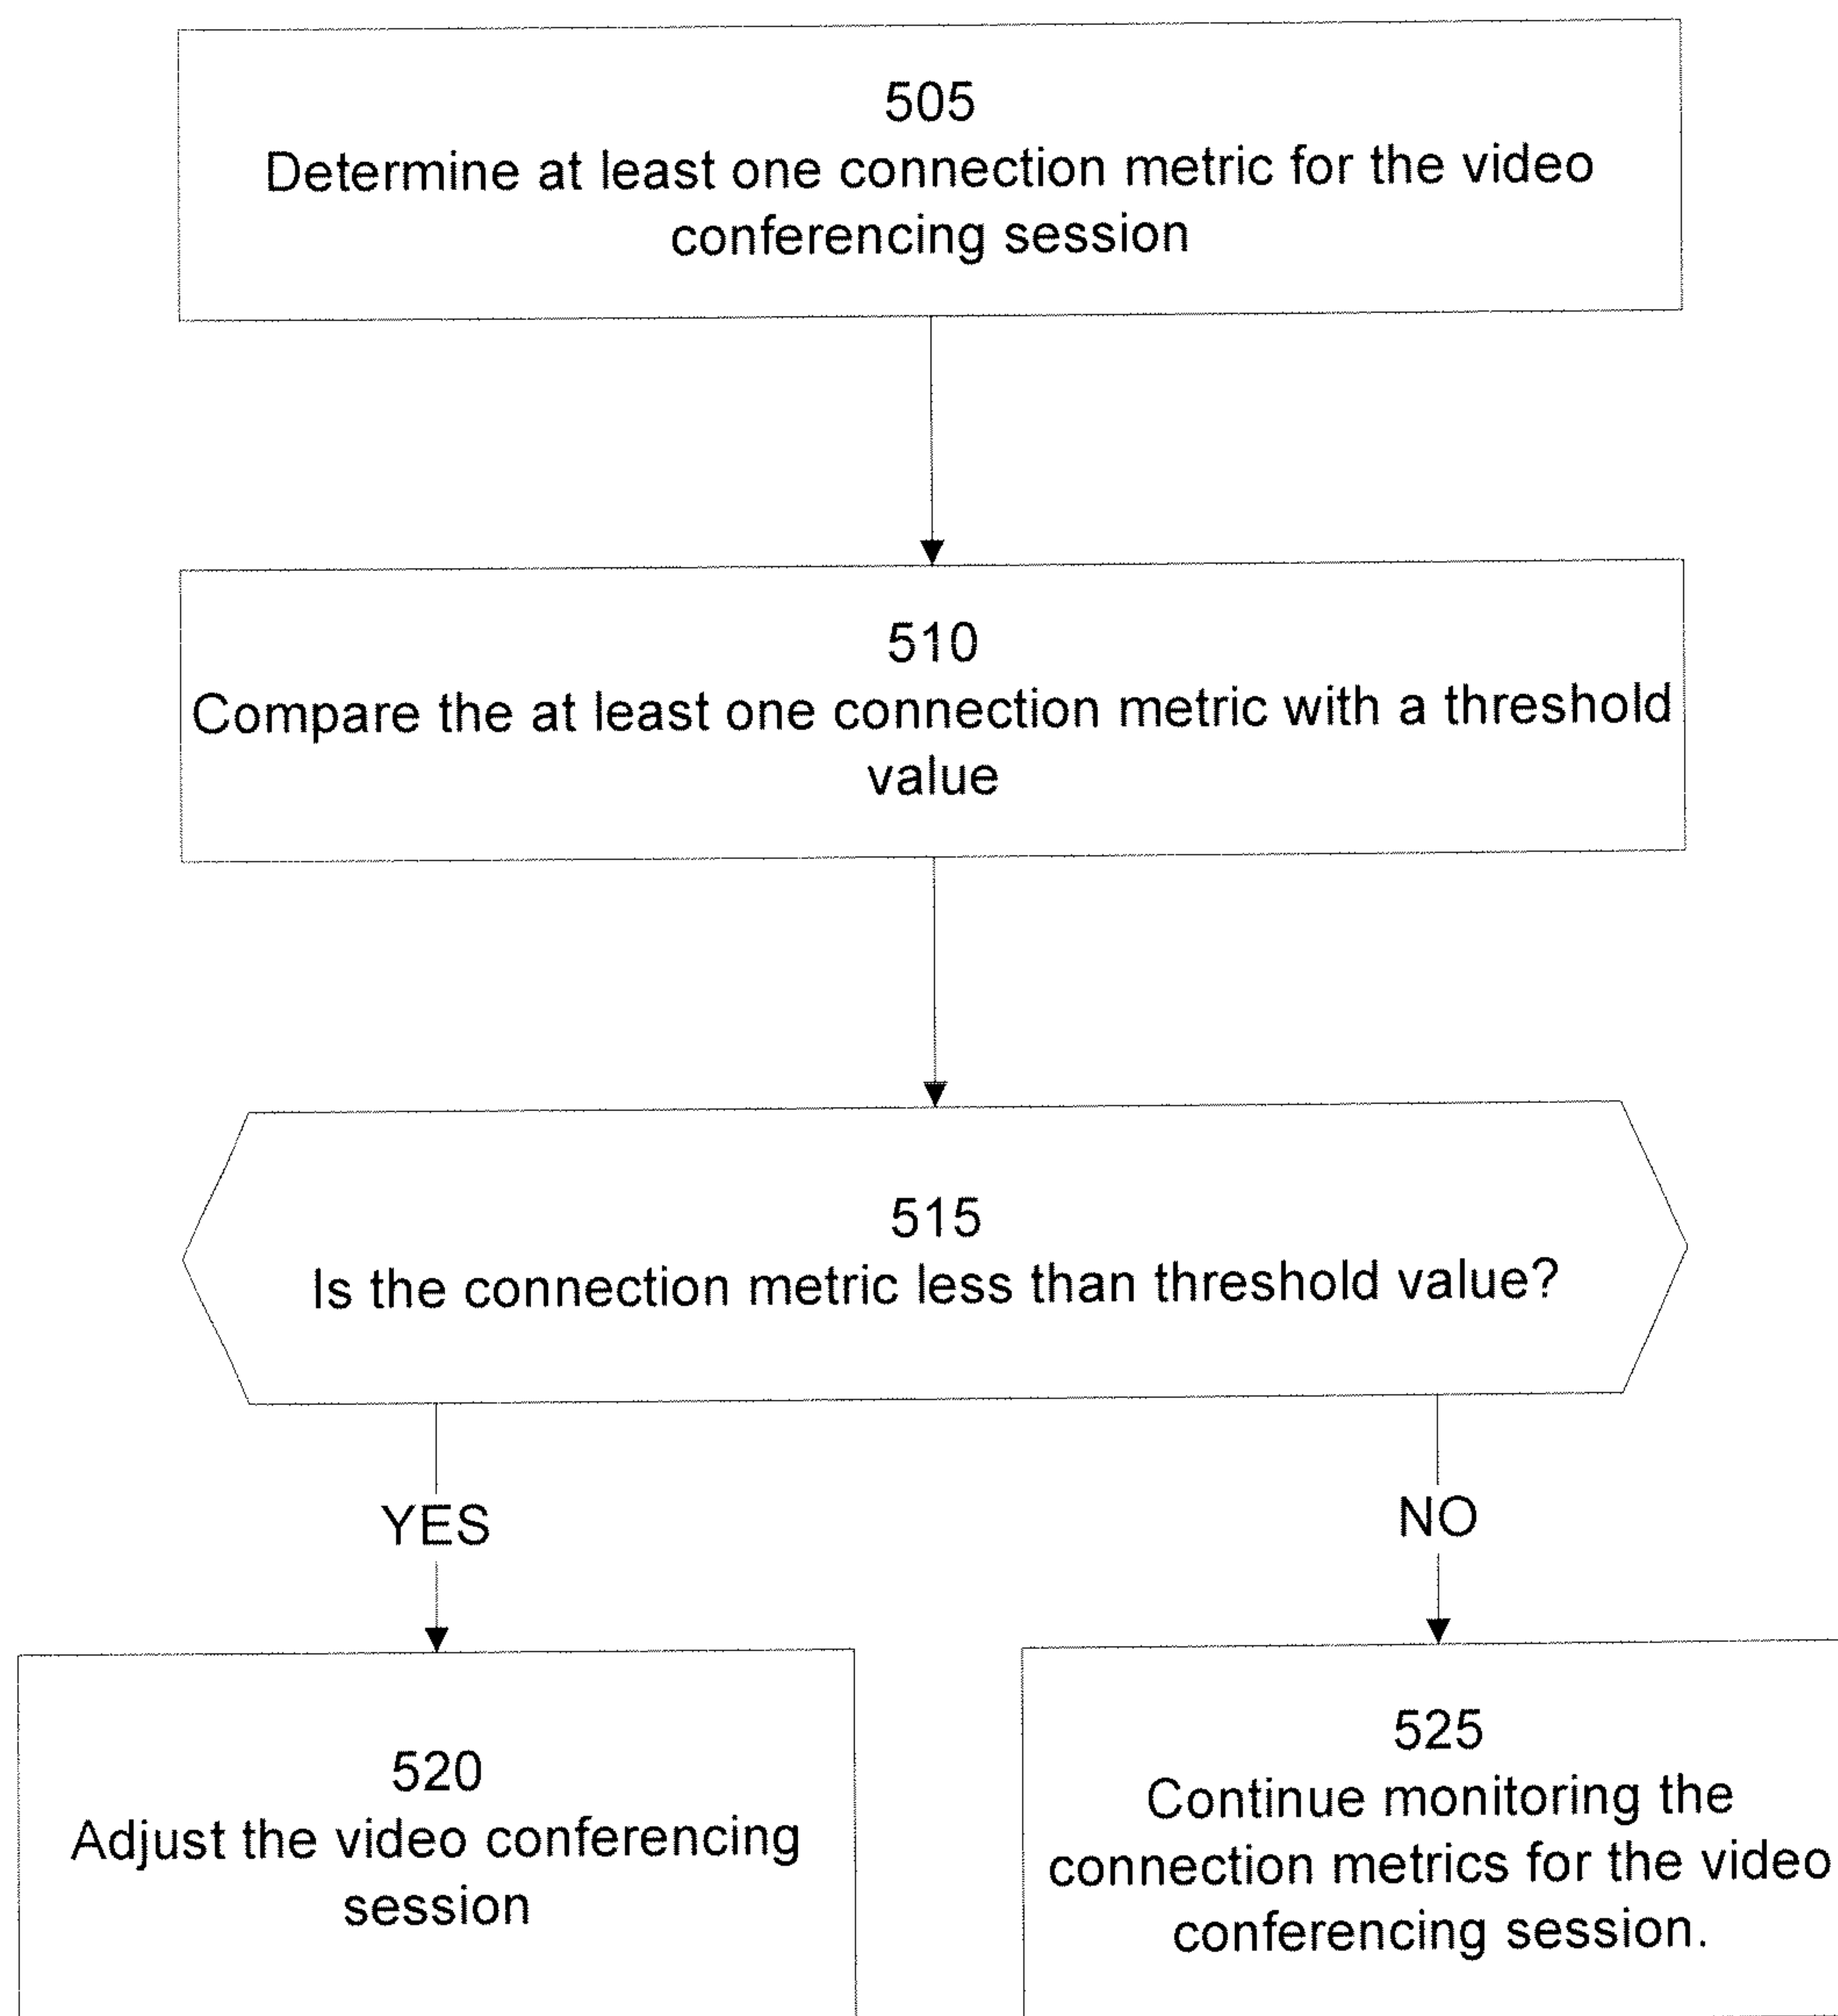 505
Determine at least one connection metric for the video
conferencing session
510
Compare the at least one connection metric with a threshold
value
515
Is the connection metric less than threshold value?
YES
NO
520
Adjust the video conferencing
session
525
Continue monitoring the
connection metrics for the video
conferencing session.